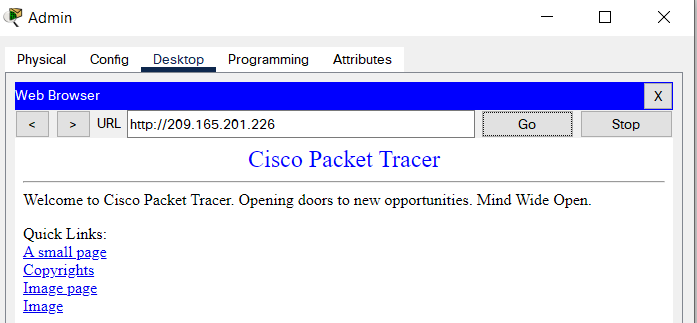 Admin
Physical Config Desktop Programming Attributes
Web Browser X
< > URL http://209.165.201.226 Go Stop
Cisco Packet Tracer
Welcome to Cisco Packet Tracer. Opening doors to new opportunities. Mind Wide Open.
Quick Links:
A small page
Copyrights
Image page
Image